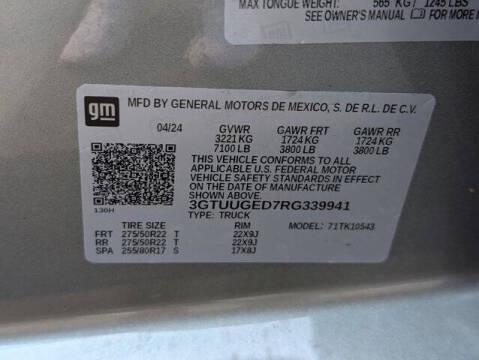 MAX TONGUE WEIGHT: 565 KG / 1245 LBS
SEE OWNER'S MANUAL FOR MORE
gm
MFD BY GENERAL MOTORS DE MEXICO, S. DE R.L. DE C.V.
04/24 GVWR GAWR FRT GAWR RR
3221 KG 1724 KG 1724 KG
7100 LB 3800 LB 3800 LB
THIS VEHICLE CONFORMS TO ALL
APPLICABLE U.S. FEDERAL MOTOR
VEHICLE SAFETY STANDARDS IN
EFFECT ON THE DATE OF MANUFACTURE
SHOWN ABOVE.
3GTUUGED7RG339941
TYPE: TRUCK
130H
TIRE SIZE SPEED RTG RIM MODEL: 71TK10543
FRT 275/50R22 T 22X9J
RR 275/50R22 T 22X9J
SPA 255/80R17 S 17X8J